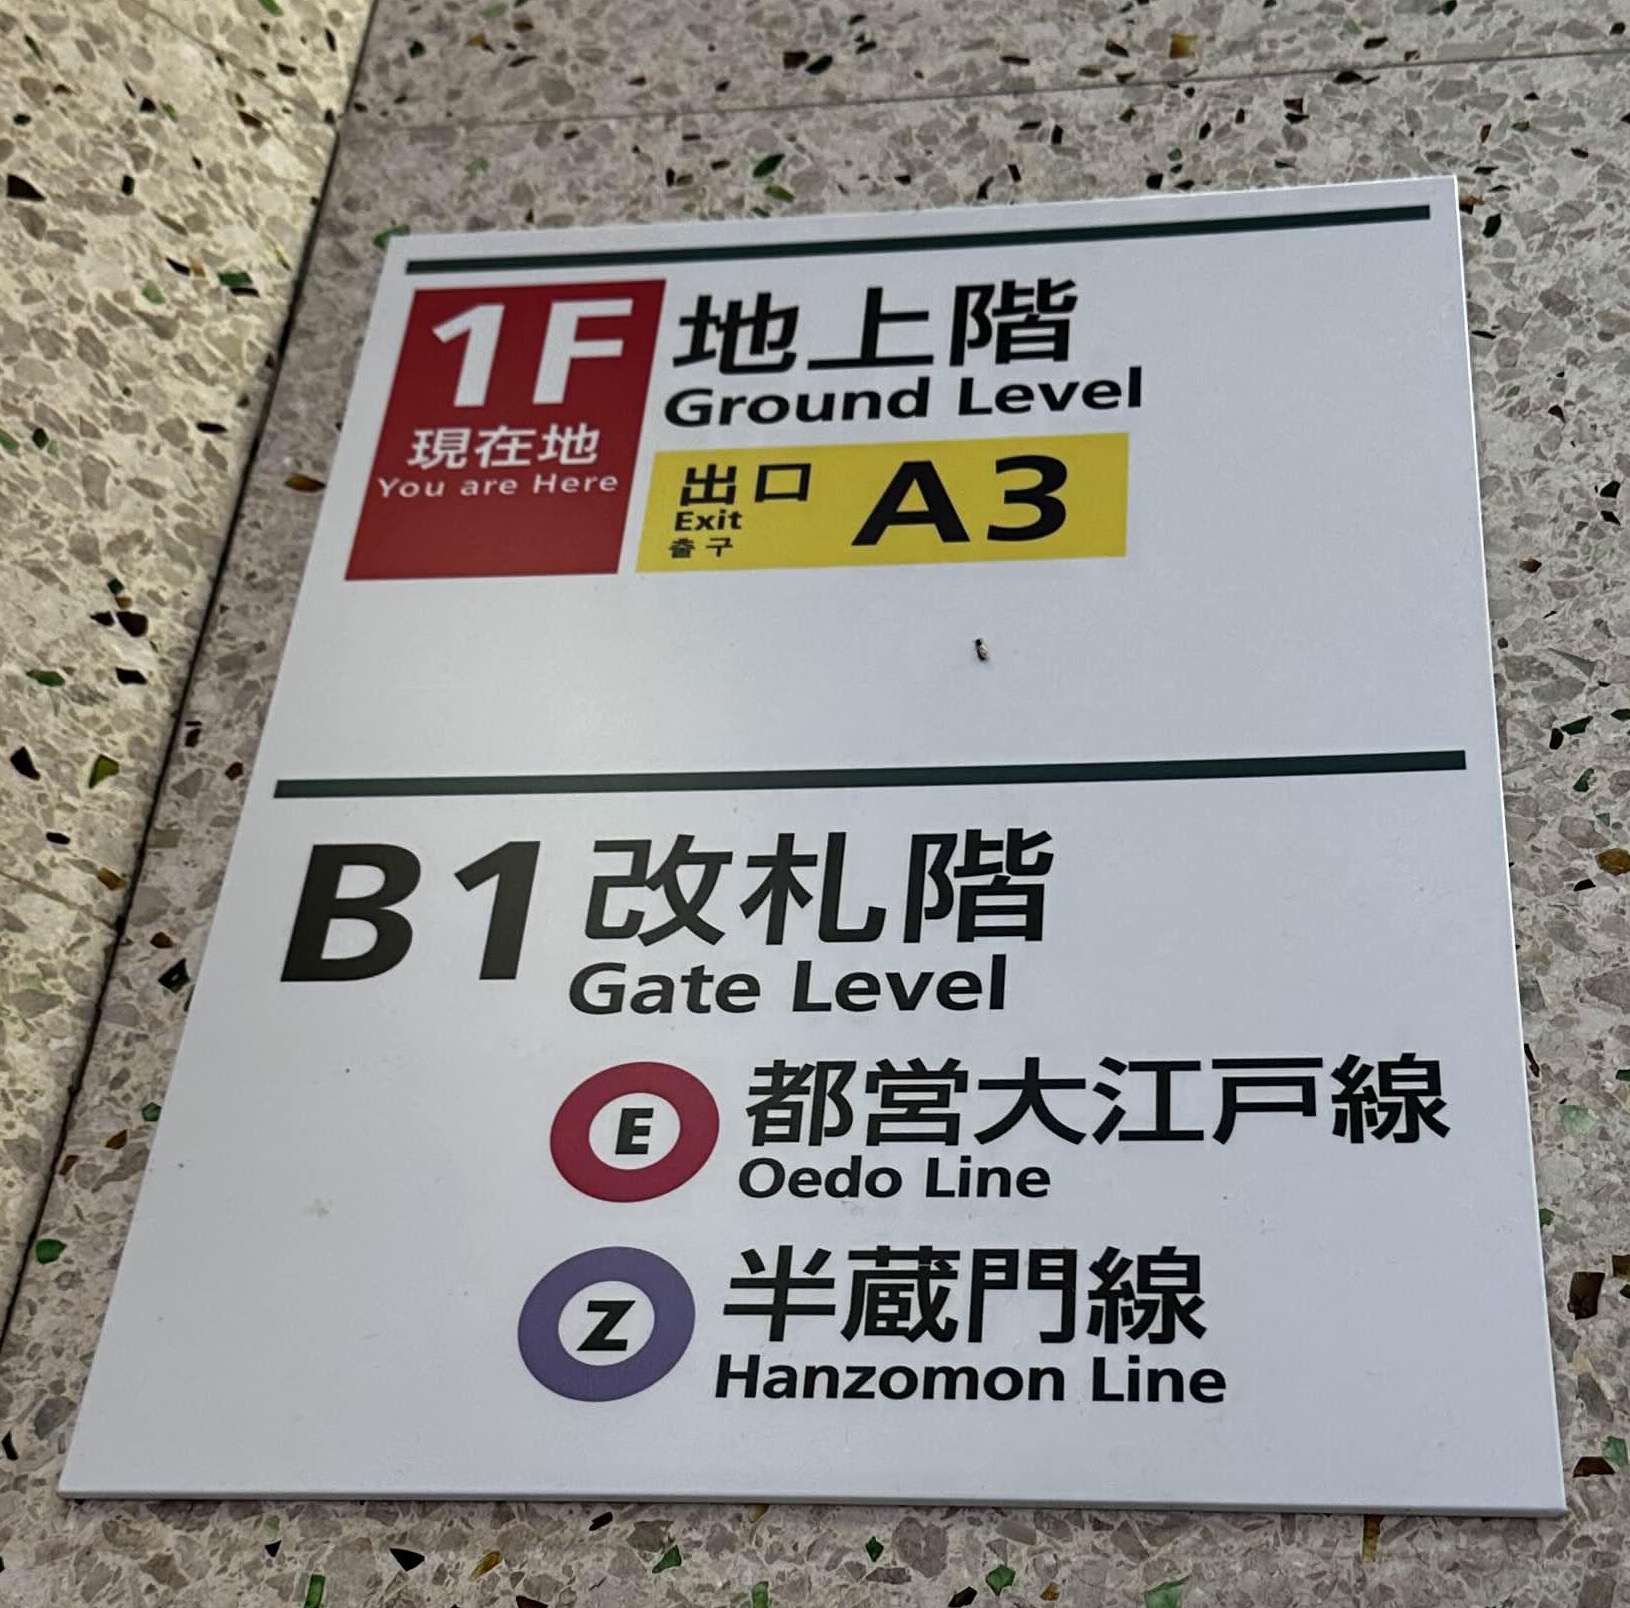 1F
現在地
You are Here
地上階
Ground Level
出口
Exit
출구
A3
B1
改札階
Gate Level
E
都営大江戸線
Oedo Line
Z
半蔵門線
Hanzomon Line